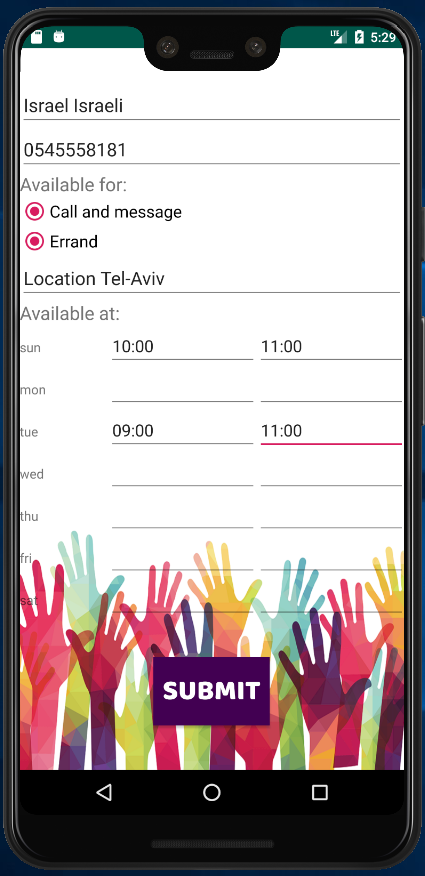 LTE 5:29
Israel Israeli
0545558181
Available for:
Call and message
Errand
Location Tel-Aviv
Available at:
sun 10:00 11:00
mon
tue 09:00 11:00
wed
thu
fri
sat
SUBMIT